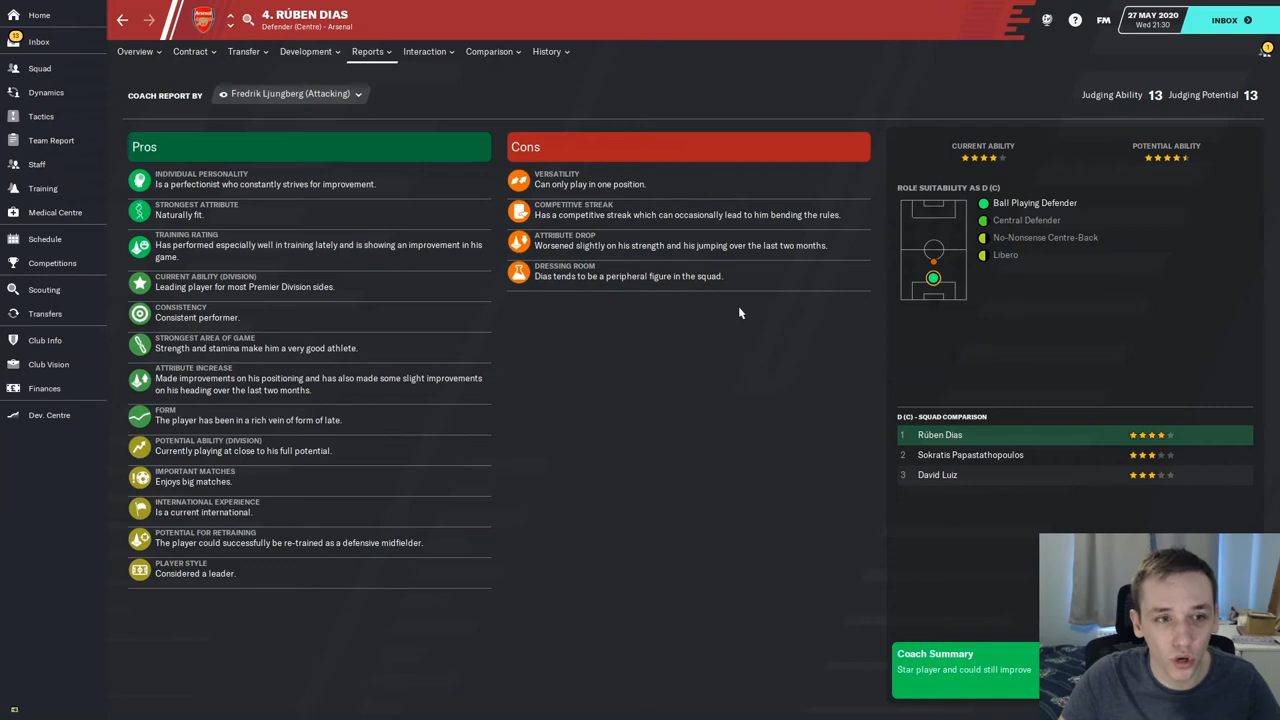 Home
13
Inbox
Squad
Dynamics
Tactics
Team Report
Staff
Training
Medical Centre
Schedule
Competitions
Scouting
Transfers
Club Info
Club Vision
Finances
Dev. Centre
Arsenal
4. RÚBEN DIAS
Defender (Centre) - Arsenal
?
FM
27 MAY 2020
Wed 21:30
INBOX
1
Overview
Contract
Transfer
Development
Reports
Interaction
Comparison
History
COACH REPORT BY
Fredrik Ljungberg (Attacking)
Judging Ability 13 Judging Potential 13
Pros
INDIVIDUAL PERSONALITY
Is a perfectionist who constantly strives for improvement.
STRONGEST ATTRIBUTE
Naturally fit.
TRAINING RATING
Has performed especially well in training lately and is showing an improvement in his
game.
CURRENT ABILITY (DIVISION)
Leading player for most Premier Division sides.
CONSISTENCY
Consistent performer.
STRONGEST AREA OF GAME
Strength and stamina make him a very good athlete.
ATTRIBUTE INCREASE
Made improvements on his positioning and has also made some slight improvements
on his heading over the last two months.
FORM
The player has been in a rich vein of form of late.
POTENTIAL ABILITY (DIVISION)
Currently playing at close to his full potential.
IMPORTANT MATCHES
Enjoys big matches.
INTERNATIONAL EXPERIENCE
Is a current international.
POTENTIAL FOR RETRAINING
The player could successfully be re-trained as a defensive midfielder.
PLAYER STYLE
Considered a leader.
Cons
VERSATILITY
Can only play in one position.
COMPETITIVE STREAK
Has a competitive streak which can occasionally lead to him bending the rules.
ATTRIBUTE DROP
Worsened slightly on his strength and his jumping over the last two months.
DRESSING ROOM
Dias tends to be a peripheral figure in the squad.
CURRENT ABILITY
POTENTIAL ABILITY
ROLE SUITABILITY AS D (C)
Ball Playing Defender
Central Defender
No-Nonsense Centre-Back
Libero
D (C) - SQUAD COMPARISON
1 Rúben Dias
2 Sokratis Papastathopoulos
3 David Luiz
Coach Summary
Star player and could still improve